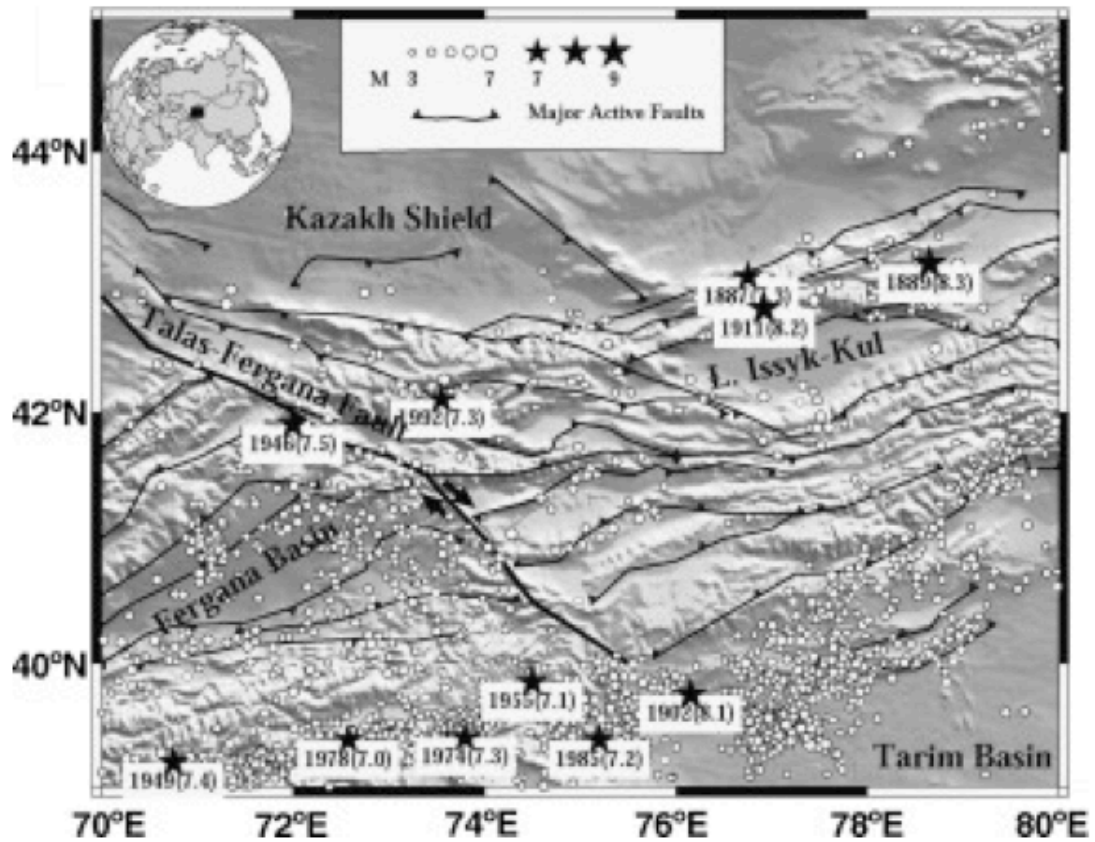 M 3 7 7 9
Major Active Faults
44°N
Kazakh Shield
1889(8.3)
1887(7.3)
1911(8.2)
Talas-Fergana Fault
L. Issyk-Kul
42°N
1992(7.3)
1946(7.5)
Fergana Basin
40°N
1955(7.1)
1902(8.1)
1978(7.0)
1974(7.3)
1985(7.2)
Tarim Basin
1949(7.4)
70°E 72°E 74°E 76°E 78°E 80°E